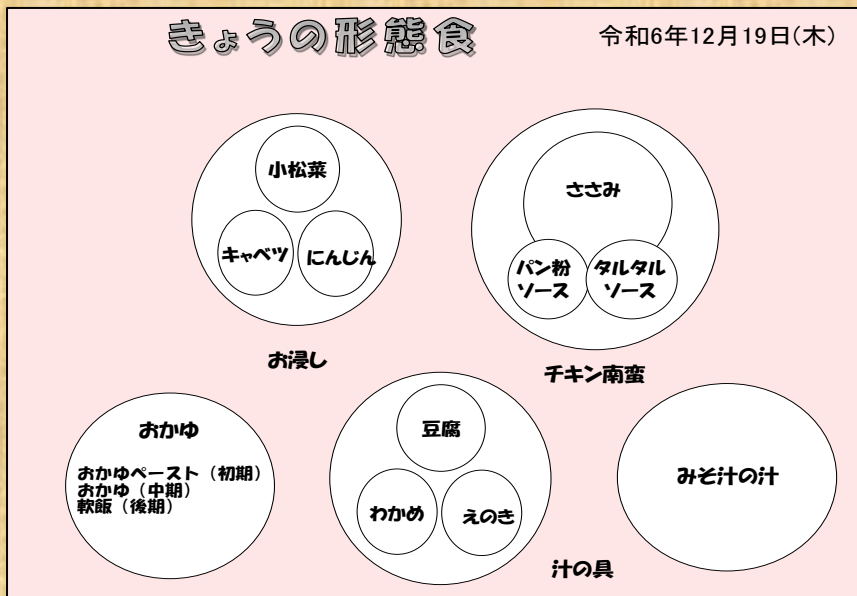 きょうの形態食
令和6年12月19日(木)
小松菜
キャベツ
にんじん
お浸し
ささみ
パン粉
ソース
タルタル
ソース
チキン南蛮
おかゆ
おかゆペースト（初期）
おかゆ（中期）
軟飯（後期）
豆腐
わかめ
えのき
汁の具
みそ汁の汁